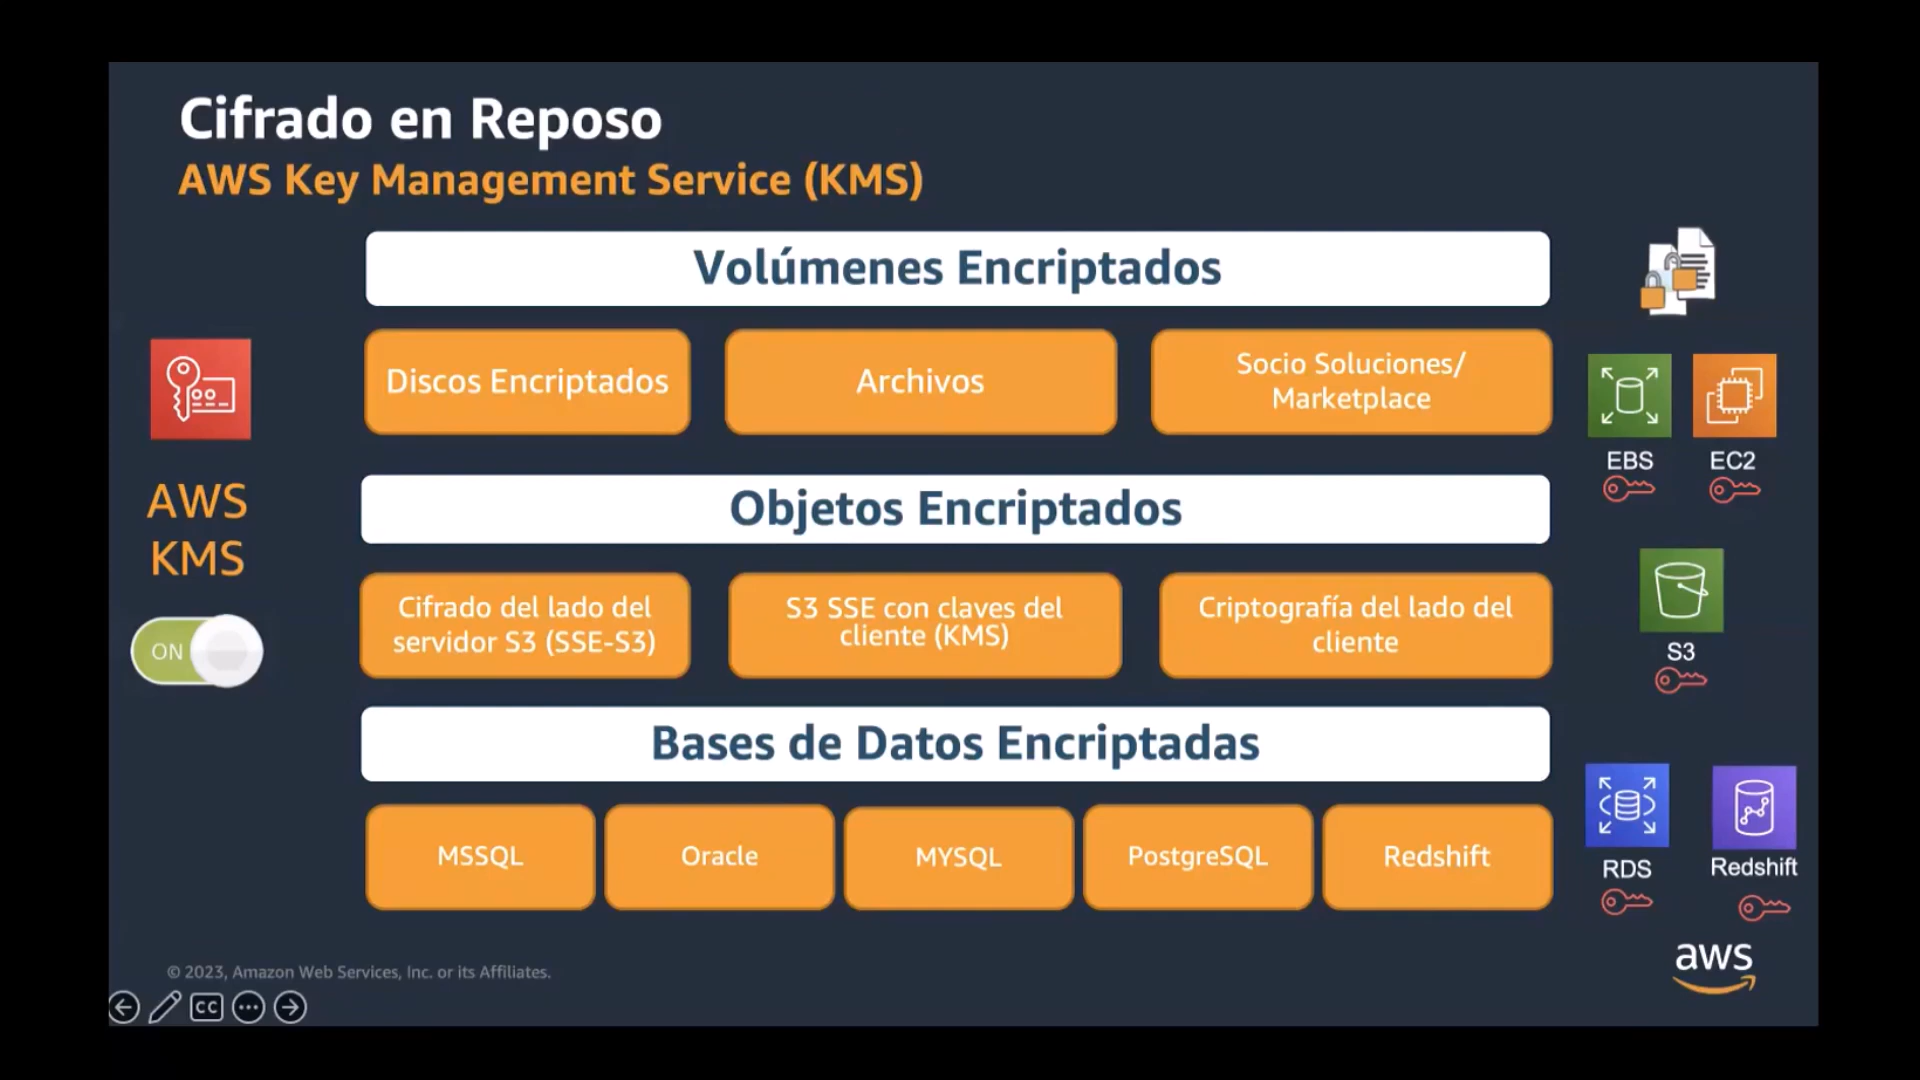 Cifrado en Reposo
AWS Key Management Service (KMS)
Volúmenes Encriptados
Discos Encriptados
Archivos
Socio Soluciones/
Marketplace
EBS
EC2
AWS
KMS
ON
Objetos Encriptados
Cifrado del lado del
servidor S3 (SSE-S3)
S3 SSE con claves del
cliente (KMS)
Criptografía del lado del
cliente
S3
Bases de Datos Encriptadas
MSSQL
Oracle
MYSQL
PostgreSQL
Redshift
RDS
Redshift
© 2023, Amazon Web Services, Inc. or its Affiliates.
aws
CC